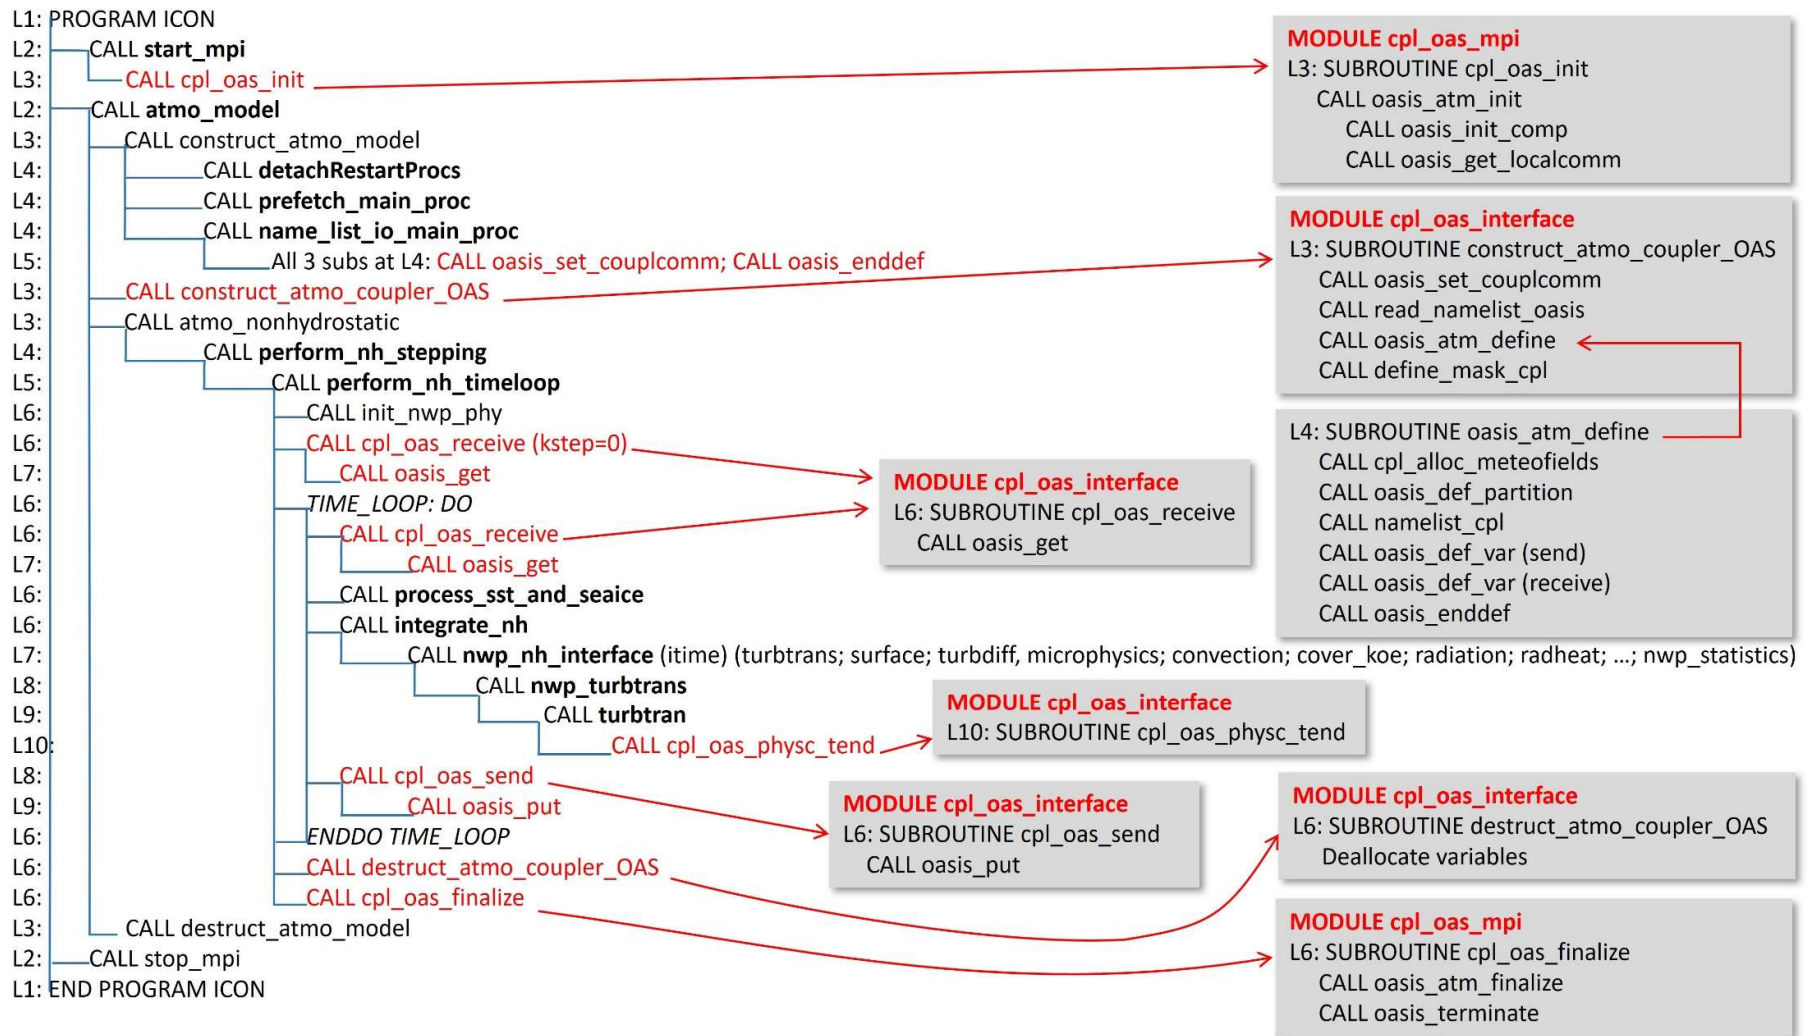 L1: PROGRAM ICON
L2: CALL start_mpi
L3: CALL cpl_oas_init
L2: CALL atmo_model
L3: CALL construct_atmo_model
L4: CALL detachRestartProcs
L4: CALL prefetch_main_proc
L4: CALL name_list_io_main_proc
L5: All 3 subs at L4: CALL oasis_set_couplcomm; CALL oasis_enddef
L3: CALL construct_atmo_coupler_OAS
L3: CALL atmo_nonhydrostatic
L4: CALL perform_nh_stepping
L5: CALL perform_nh_timeloop
L6: CALL init_nwp_phy
L6: CALL cpl_oas_receive (kstep=0)
L7: CALL oasis_get
L6: TIME_LOOP: DO
L6: CALL cpl_oas_receive
L7: CALL oasis_get
L6: CALL process_sst_and_seaice
L6: CALL integrate_nh
L7: CALL nwp_nh_interface (itime) (turbtrans; surface; turbdiff, microphysics; convection; cover_koe; radiation; radheat; ...; nwp_statistics)
L8: CALL nwp_turbtrans
L9: CALL turbtran
L10: CALL cpl_oas_physc_tend
L8: CALL cpl_oas_send
L9: CALL oasis_put
L6: ENDDO TIME_LOOP
L6: CALL destruct_atmo_coupler_OAS
L6: CALL cpl_oas_finalize
L3: CALL destruct_atmo_model
L2: CALL stop_mpi
L1: END PROGRAM ICON
MODULE cpl_oas_mpi
L3: SUBROUTINE cpl_oas_init
CALL oasis_atm_init
CALL oasis_init_comp
CALL oasis_get_localcomm
MODULE cpl_oas_interface
L3: SUBROUTINE construct_atmo_coupler_OAS
CALL oasis_set_couplcomm
CALL read_namelist_oasis
CALL oasis_atm_define
CALL define_mask_cpl
L4: SUBROUTINE oasis_atm_define
CALL cpl_alloc_meteofields
CALL oasis_def_partition
CALL namelist_cpl
CALL oasis_def_var (send)
CALL oasis_def_var (receive)
CALL oasis_enddef
MODULE cpl_oas_interface
L6: SUBROUTINE cpl_oas_receive
CALL oasis_get
MODULE cpl_oas_interface
L10: SUBROUTINE cpl_oas_physc_tend
MODULE cpl_oas_interface
L6: SUBROUTINE cpl_oas_send
CALL oasis_put
MODULE cpl_oas_interface
L6: SUBROUTINE destruct_atmo_coupler_OAS
Deallocate variables
MODULE cpl_oas_mpi
L6: SUBROUTINE cpl_oas_finalize
CALL oasis_atm_finalize
CALL oasis_terminate